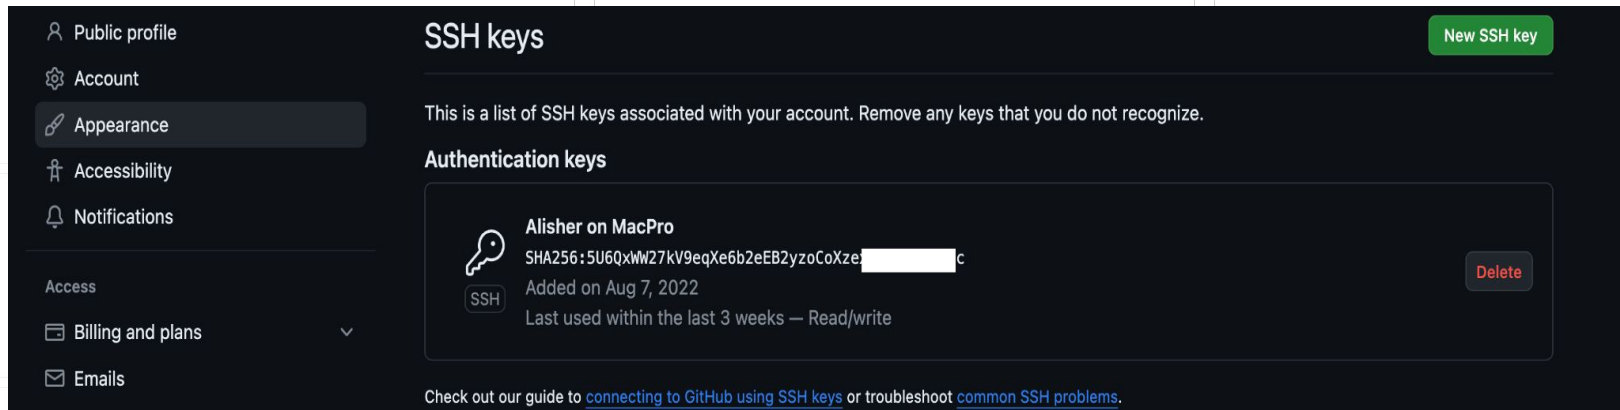 Public profile
Account
Appearance
Accessibility
Notifications
Access
Billing and plans
Emails
SSH keys
New SSH key
This is a list of SSH keys associated with your account. Remove any keys that you do not recognize.
Authentication keys
Alisher on MacPro
SHA256:5U6QxWW27kV9eqXe6b2eEB2yzoCoXze c
Added on Aug 7, 2022
Last used within the last 3 weeks — Read/write
SSH
Delete
Check out our guide to connecting to GitHub using SSH keys or troubleshoot common SSH problems.